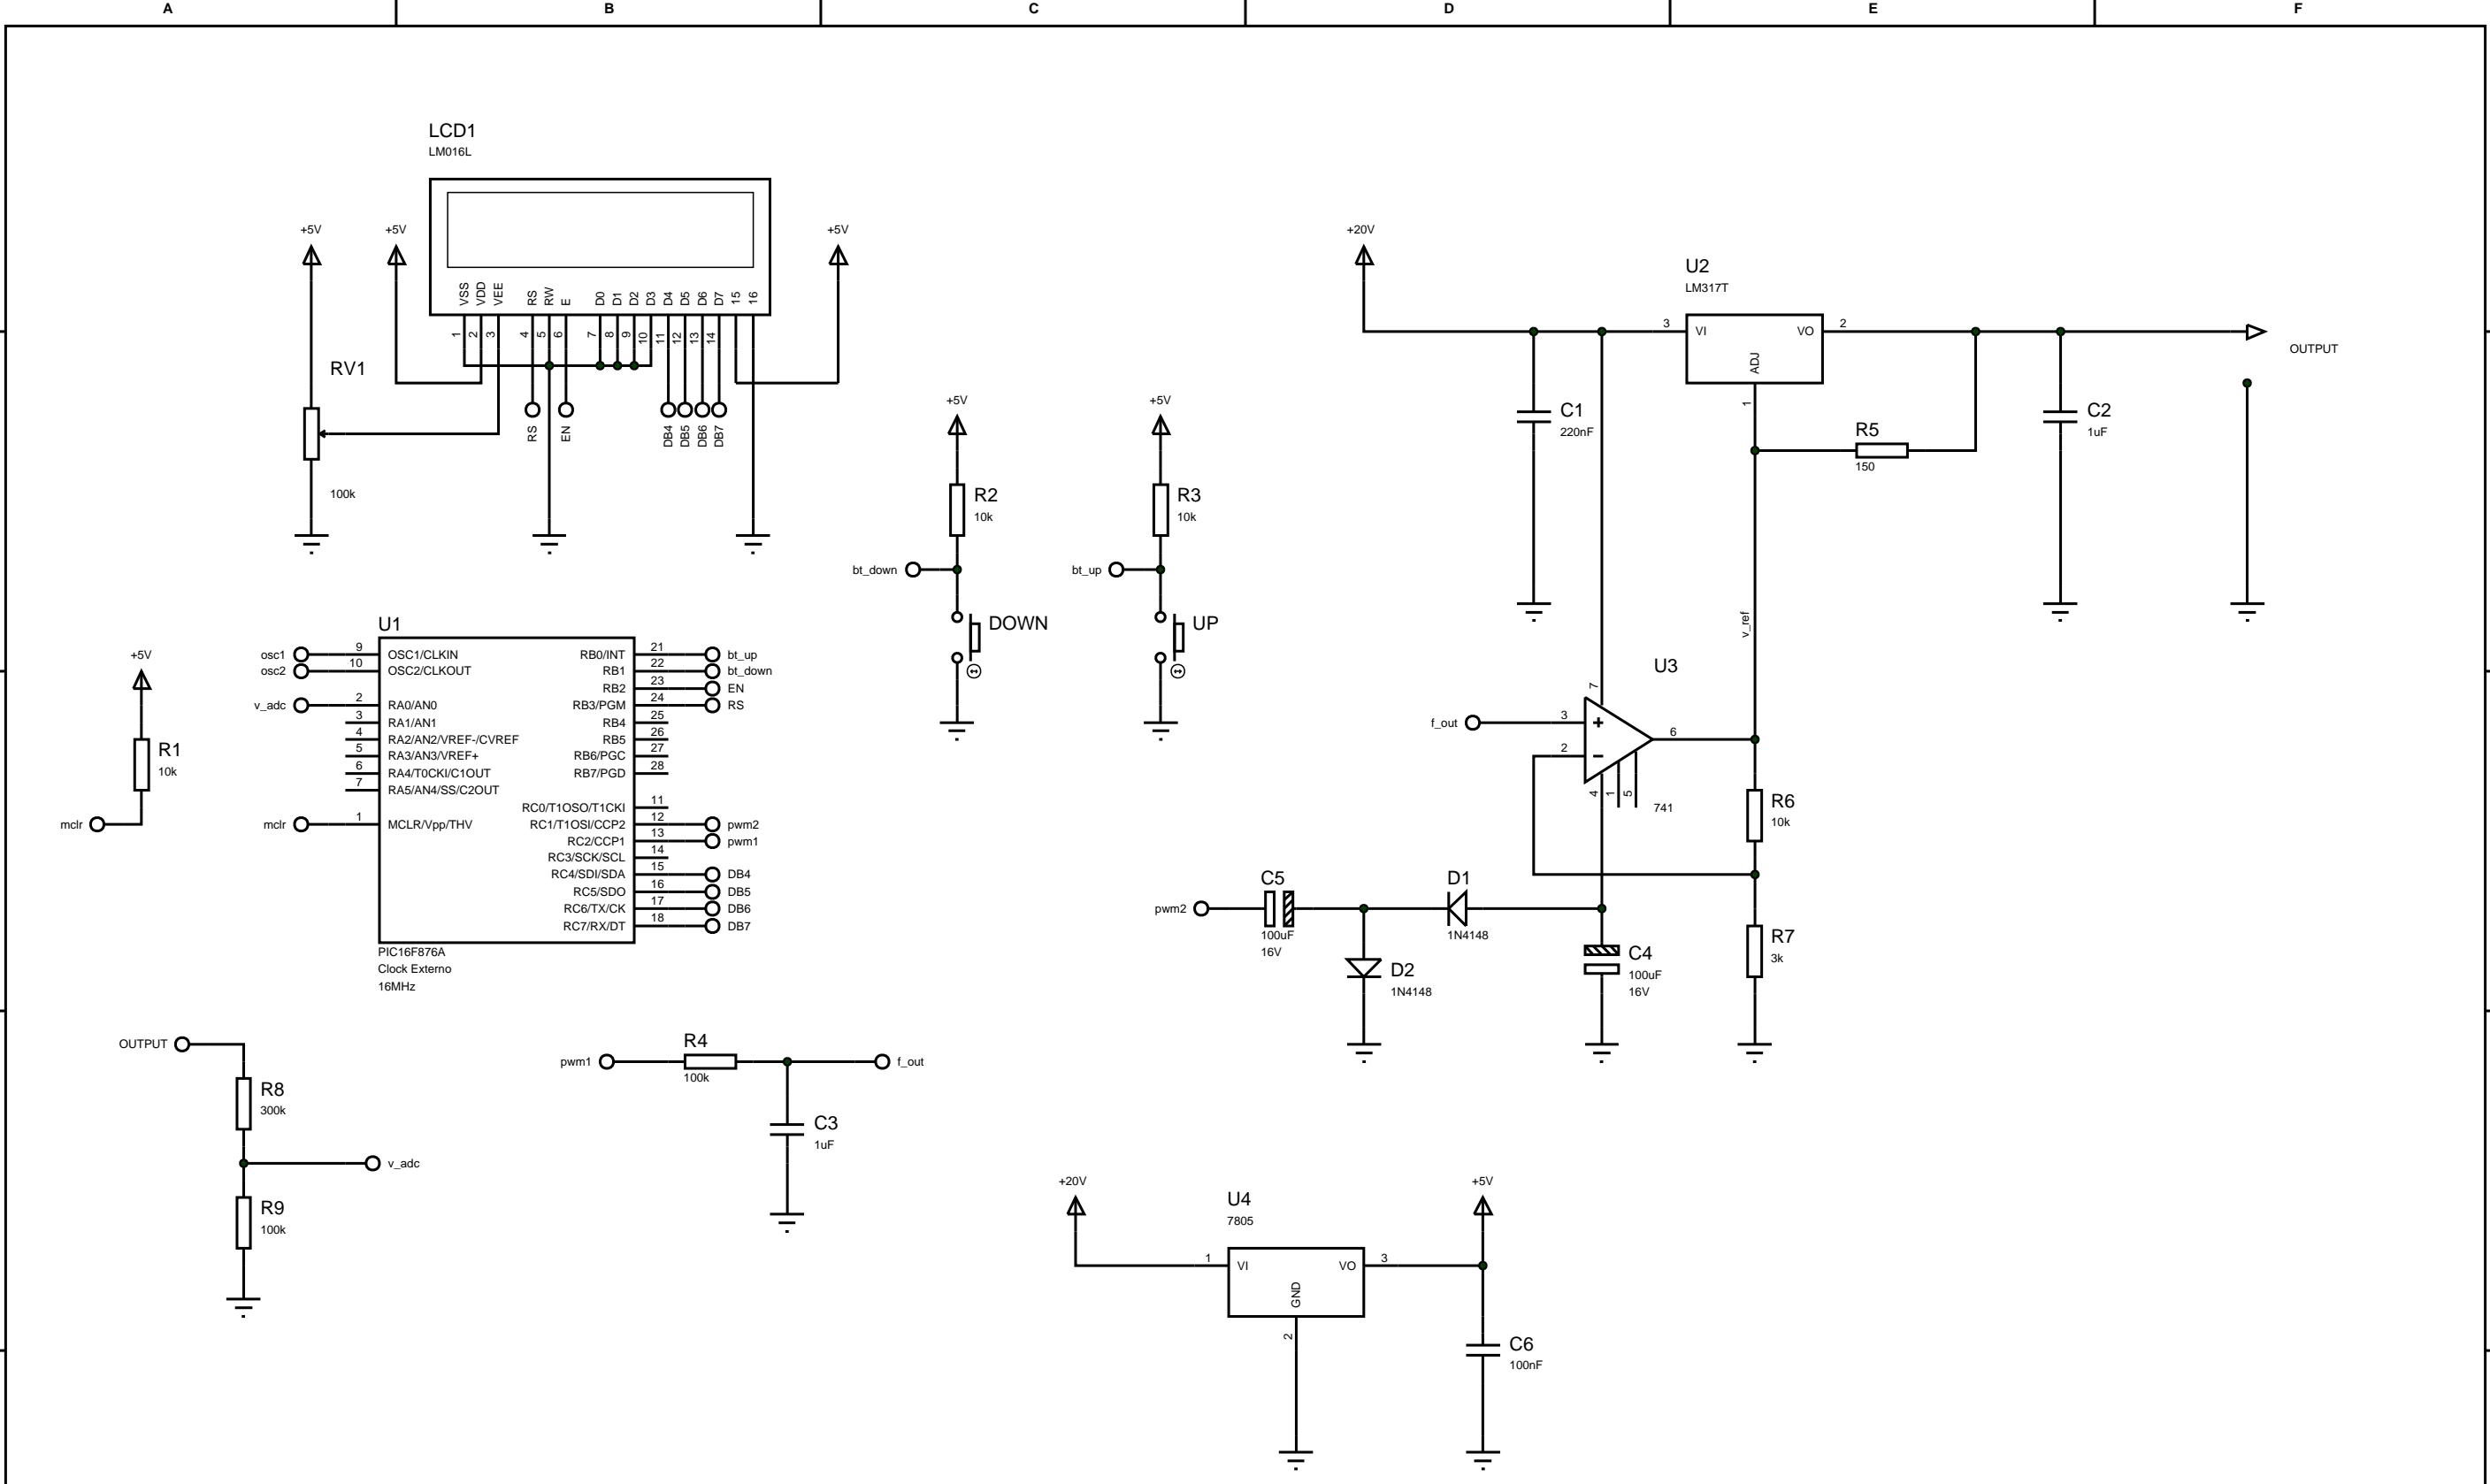 A B C D E F
LCD1
LM016L
+5V
+5V
+5V
VSS VDD VEE RS RW E D0 D1 D2 D3 D4 D5 D6 D7 15 16
1 2 3 4 5 6 7 8 9 10 11 12 13 14
RV1
100k
RS EN DB4 DB5 DB6 DB7
+5V
R2
10k
bt_down
DOWN
+5V
R3
10k
bt_up
UP
+20V
U2
LM317T
3 VI VO 2
ADJ
1
OUTPUT
C1
220nF
R5
150
C2
1uF
v_ref
U3
7
f_out 3 +
2 −
6
4 1 5
741
R6
10k
R7
3k
pwm2
C5
100uF
16V
D1
1N4148
D2
1N4148
C4
100uF
16V
+5V
R1
10k
mclr
U1
osc1 9 OSC1/CLKIN
osc2 10 OSC2/CLKOUT
v_adc 2 RA0/AN0
3 RA1/AN1
4 RA2/AN2/VREF-/CVREF
5 RA3/AN3/VREF+
6 RA4/T0CKI/C1OUT
7 RA5/AN4/SS/C2OUT
mclr 1 MCLR/Vpp/THV
RB0/INT 21 bt_up
RB1 22 bt_down
RB2 23 EN
RB3/PGM 24 RS
RB4 25
RB5 26
RB6/PGC 27
RB7/PGD 28
RC0/T1OSO/T1CKI 11
RC1/T1OSI/CCP2 12 pwm2
RC2/CCP1 13 pwm1
RC3/SCK/SCL 14
RC4/SDI/SDA 15 DB4
RC5/SDO 16 DB5
RC6/TX/CK 17 DB6
RC7/RX/DT 18 DB7
PIC16F876A
Clock Externo
16MHz
OUTPUT
R8
300k
v_adc
R9
100k
pwm1
R4
100k
f_out
C3
1uF
+20V
U4
7805
1 VI VO 3
GND
2
+5V
C6
100nF